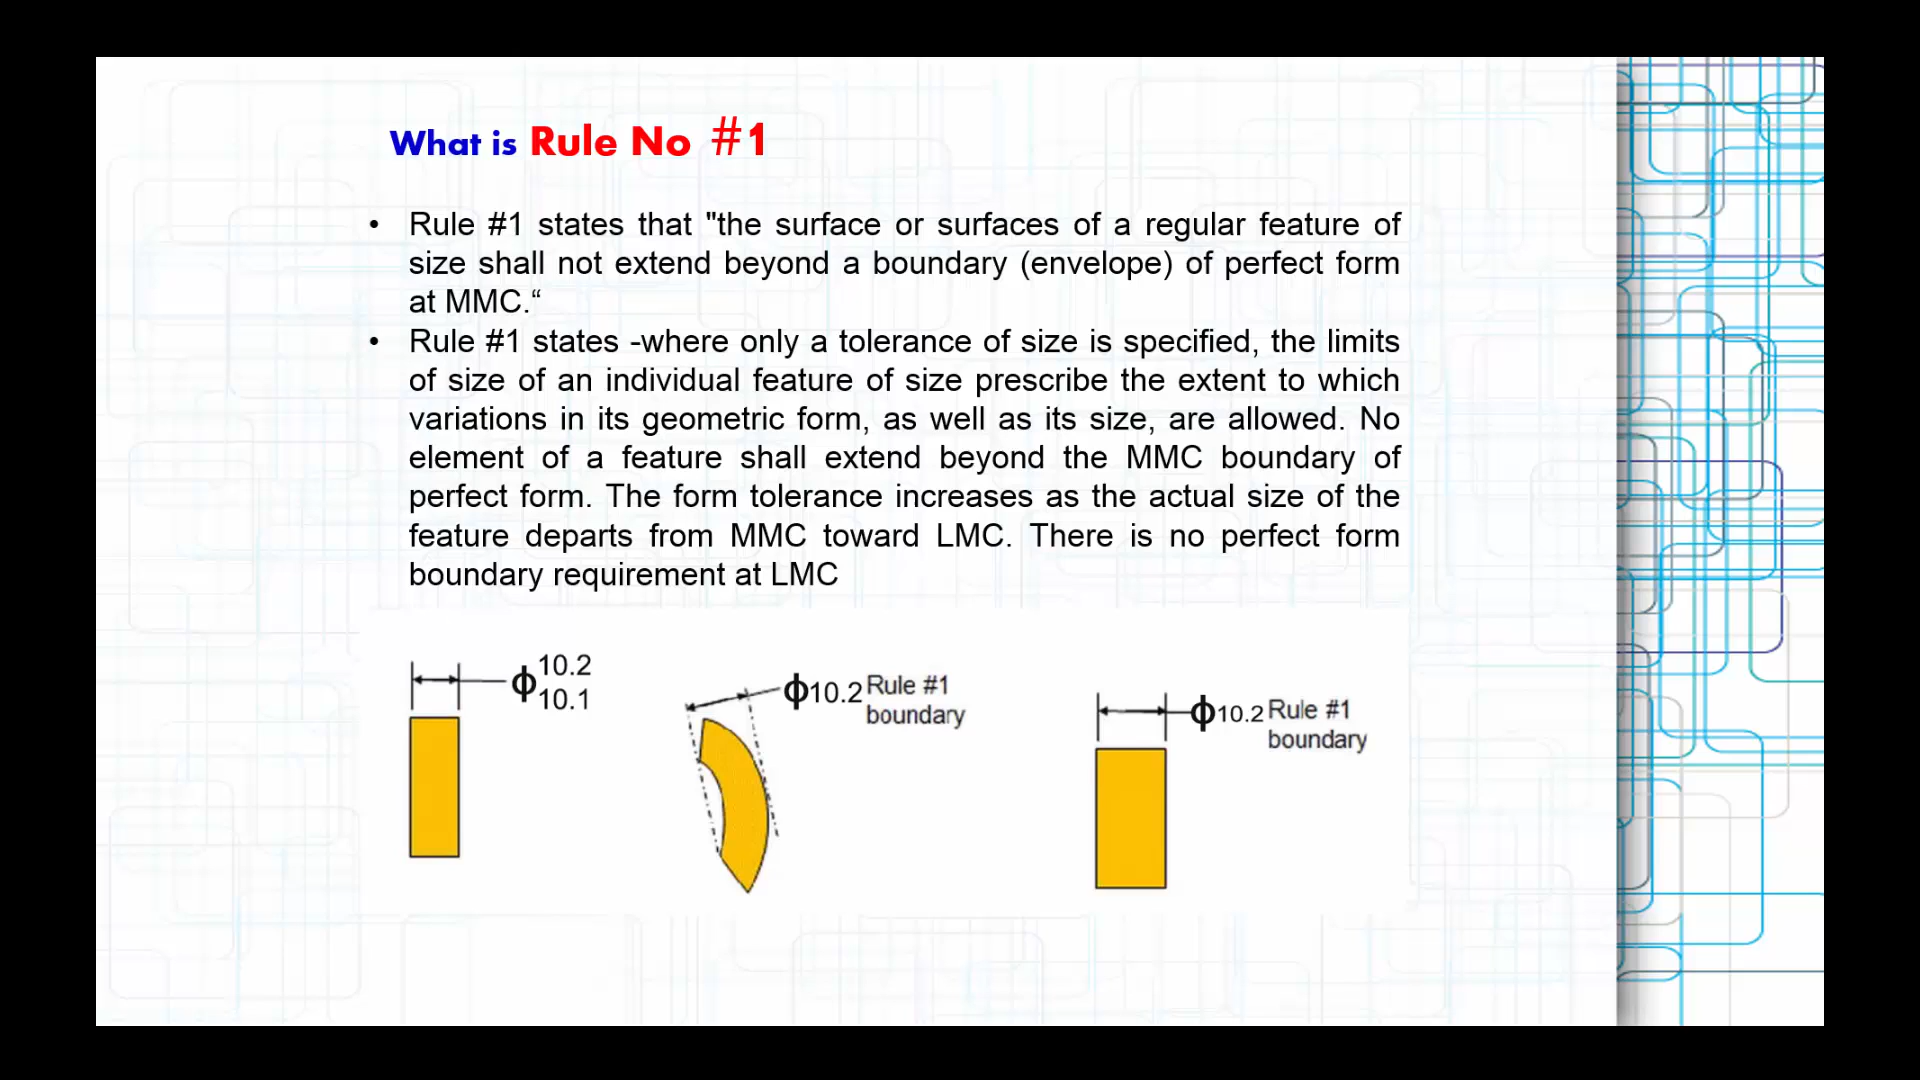 What is Rule No #1
• Rule #1 states that "the surface or surfaces of a regular feature of
size shall not extend beyond a boundary (envelope) of perfect form
at MMC.“
• Rule #1 states -where only a tolerance of size is specified, the limits
of size of an individual feature of size prescribe the extent to which
variations in its geometric form, as well as its size, are allowed. No
element of a feature shall extend beyond the MMC boundary of
perfect form. The form tolerance increases as the actual size of the
feature departs from MMC toward LMC. There is no perfect form
boundary requirement at LMC
ϕ 10.2
10.1
ϕ10.2 Rule #1
boundary
ϕ10.2 Rule #1
boundary